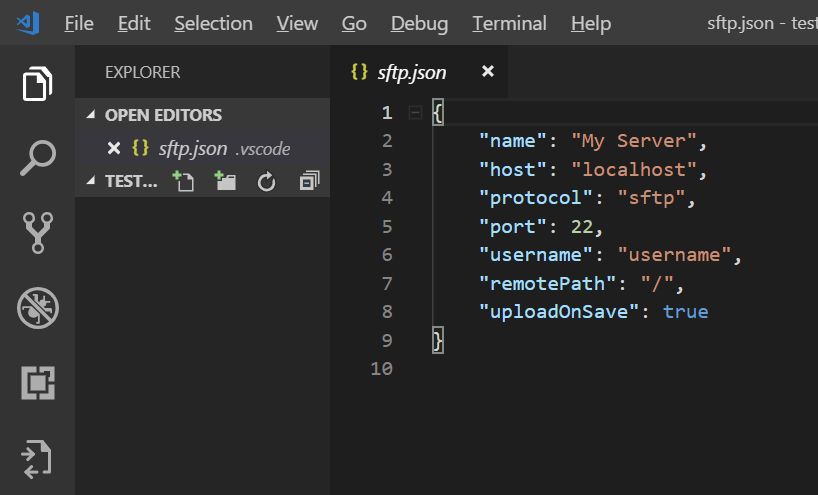 File Edit Selection View Go Debug Terminal Help sftp.json - test
EXPLORER
OPEN EDITORS
{} sftp.json .vscode
TEST...
{} sftp.json
1 {
2 "name": "My Server",
3 "host": "localhost",
4 "protocol": "sftp",
5 "port": 22,
6 "username": "username",
7 "remotePath": "/",
8 "uploadOnSave": true
9 }
10